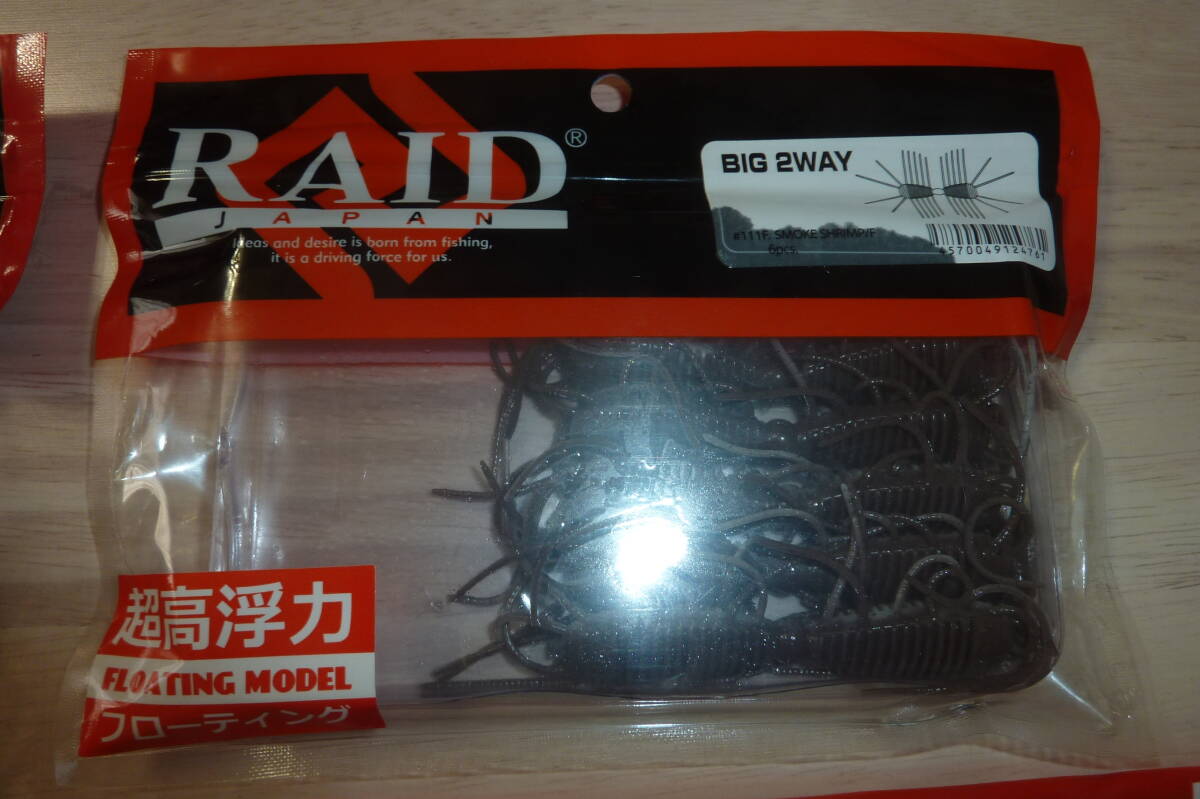 RAID®
JAPAN
Ideas and desire is born from fishing,
it is a driving force for us.
BIG 2WAY
#111F. SMOKE SHRIMP/F
6pcs.
4570049124761
超高浮力
FLOATING MODEL
フローティング